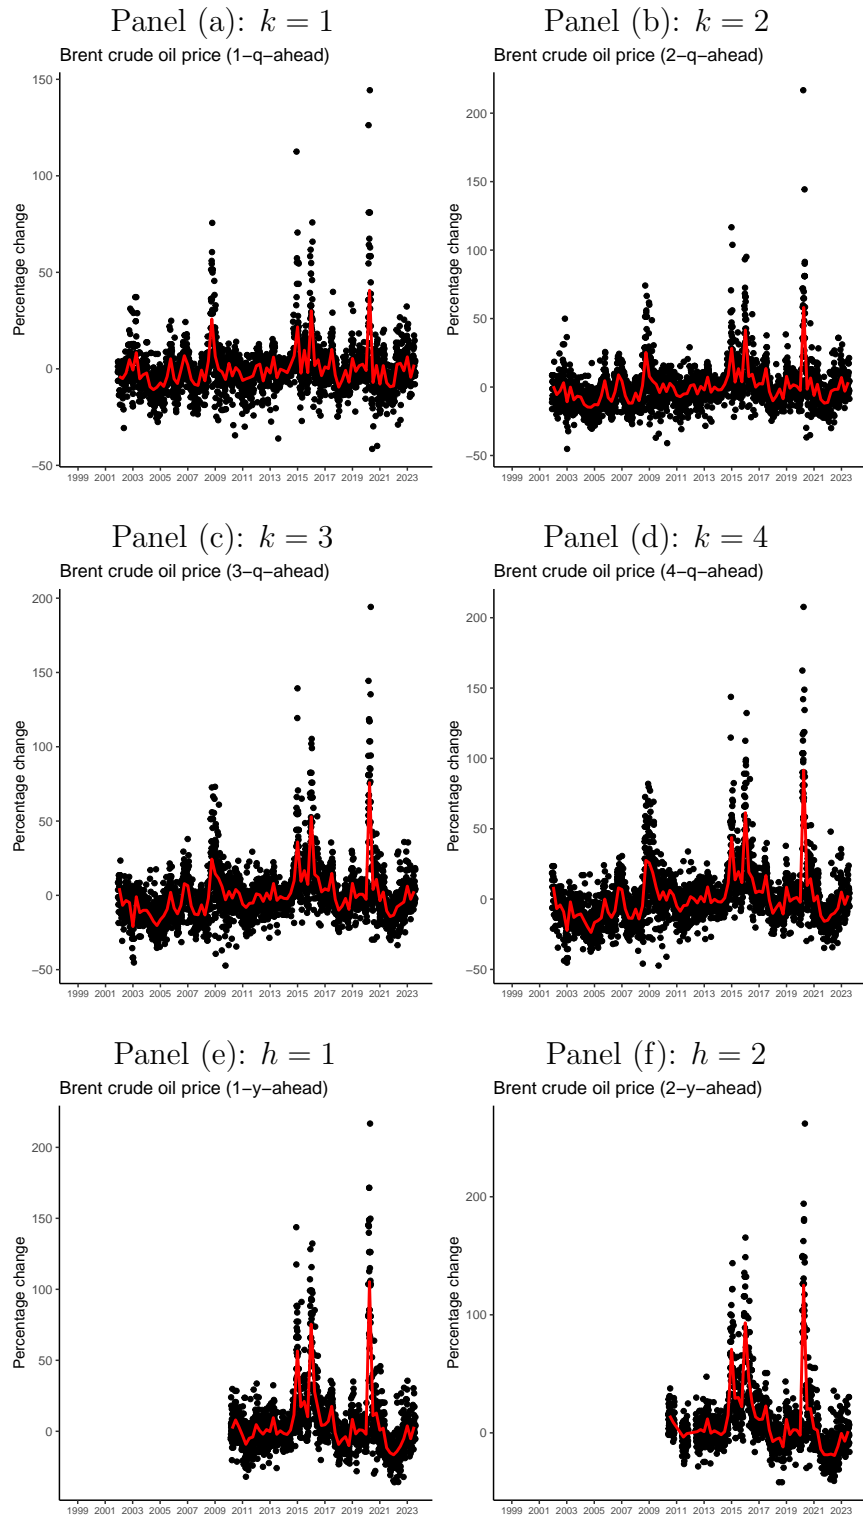 Panel (a): k = 1
Brent crude oil price (1−q−ahead)
Percentage change
150
100
50
0
−50
1999 2001 2003 2005 2007 2009 2011 2013 2015 2017 2019 2021 2023
Panel (b): k = 2
Brent crude oil price (2−q−ahead)
Percentage change
200
150
100
50
0
−50
1999 2001 2003 2005 2007 2009 2011 2013 2015 2017 2019 2021 2023
Panel (c): k = 3
Brent crude oil price (3−q−ahead)
Percentage change
200
150
100
50
0
−50
1999 2001 2003 2005 2007 2009 2011 2013 2015 2017 2019 2021 2023
Panel (d): k = 4
Brent crude oil price (4−q−ahead)
Percentage change
200
150
100
50
0
−50
1999 2001 2003 2005 2007 2009 2011 2013 2015 2017 2019 2021 2023
Panel (e): h = 1
Brent crude oil price (1−y−ahead)
Percentage change
200
150
100
50
0
1999 2001 2003 2005 2007 2009 2011 2013 2015 2017 2019 2021 2023
Panel (f): h = 2
Brent crude oil price (2−y−ahead)
Percentage change
200
100
0
1999 2001 2003 2005 2007 2009 2011 2013 2015 2017 2019 2021 2023